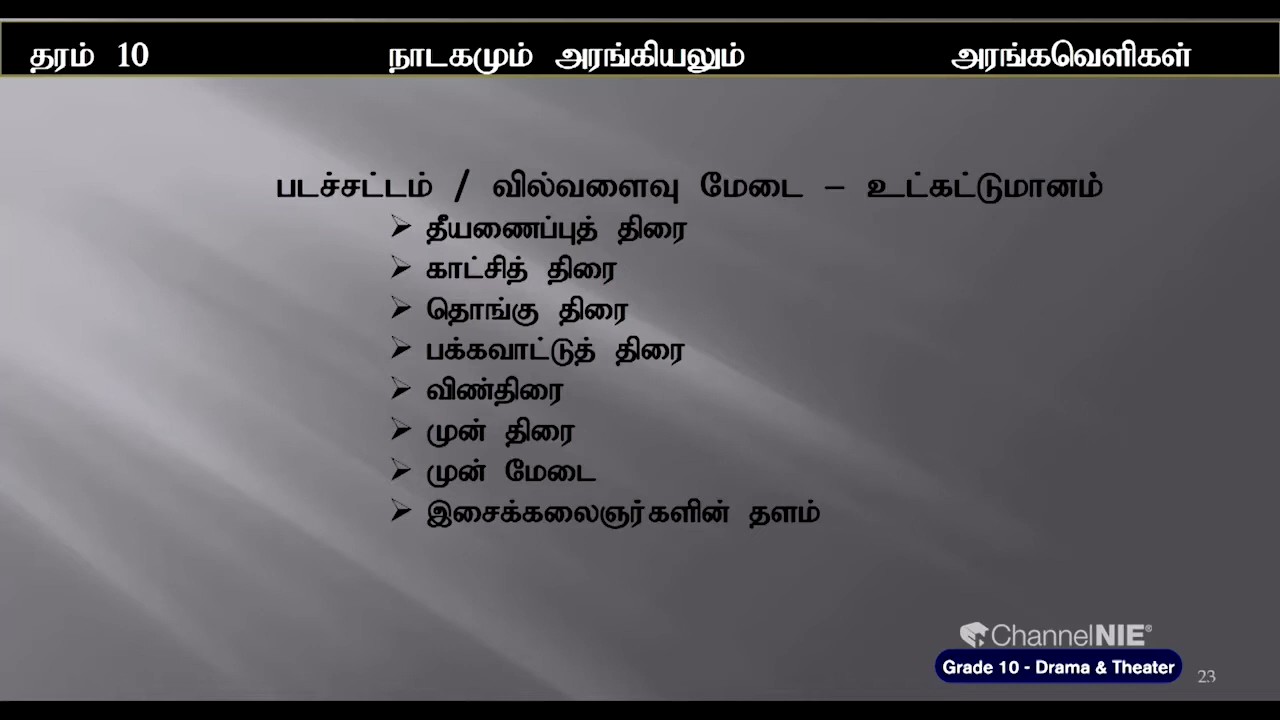 தரம் 10 நாடகமும் அரங்கியலும் அரங்கவெளிகள்
படச்சட்டம் / வில்வளைவு மேடை – உட்கட்டுமானம்
➢ தீயணைப்புத் திரை
➢ காட்சித் திரை
➢ தொங்கு திரை
➢ பக்கவாட்டுத் திரை
➢ விண்திரை
➢ முன் திரை
➢ முன் மேடை
➢ இசைக்கலைஞர்களின் தளம்
ChannelNIE®
Grade 10 - Drama & Theater
23